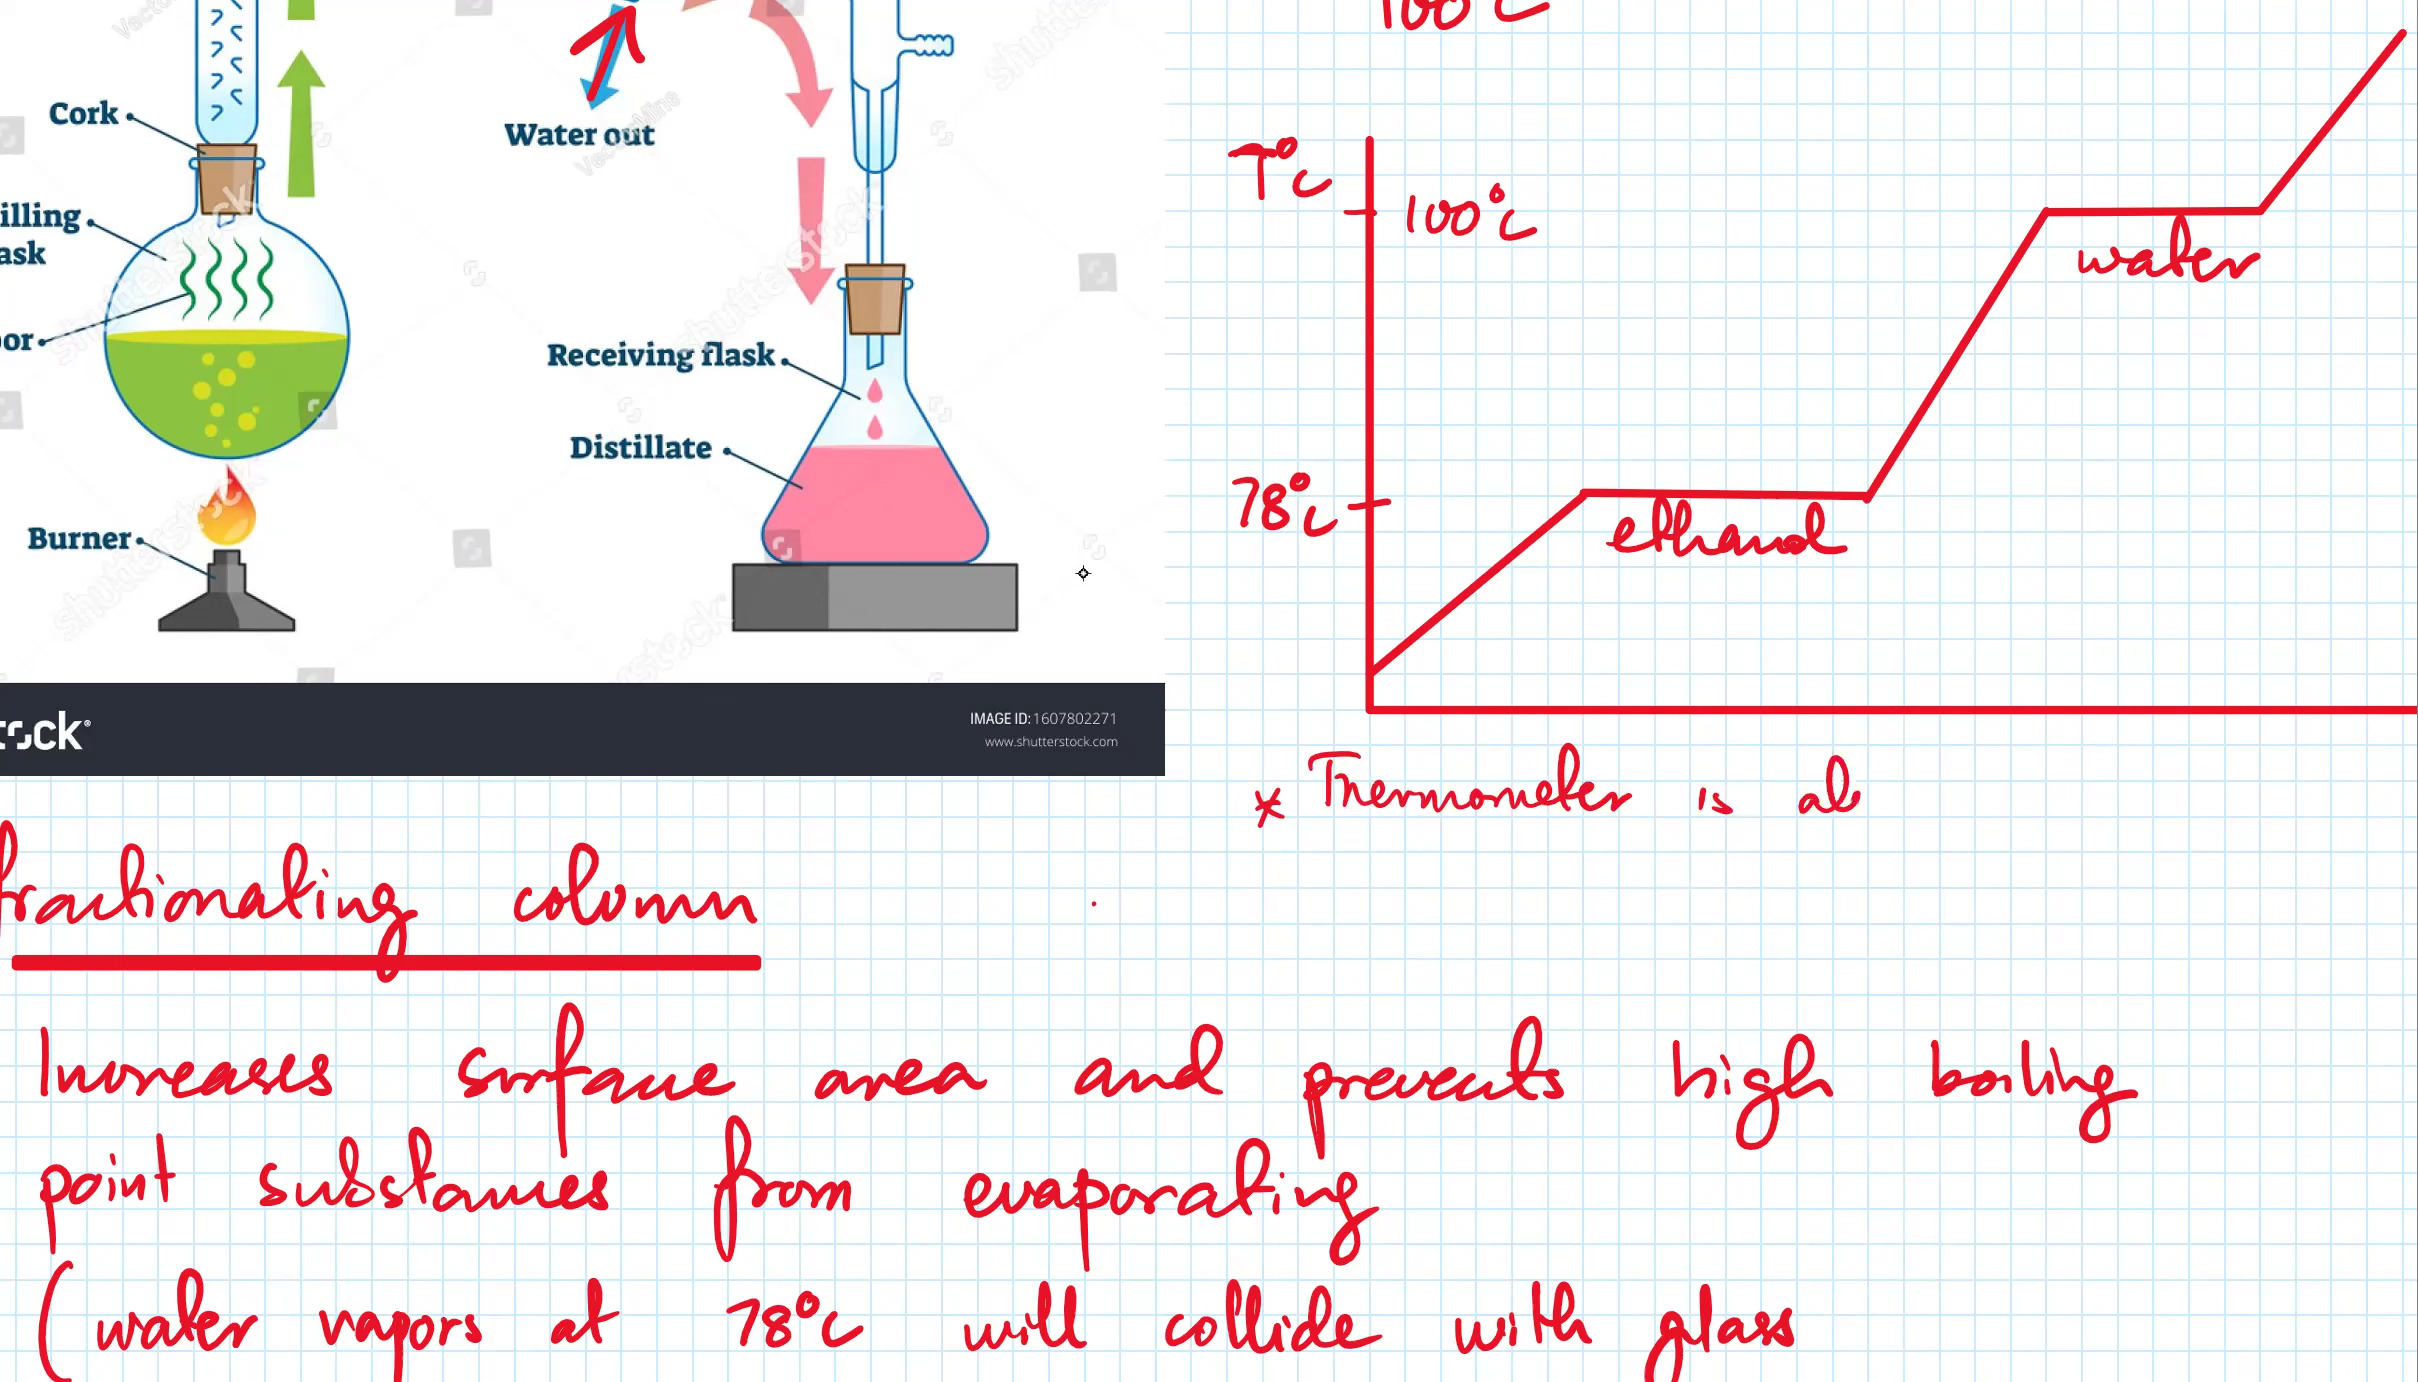 100°C
Cork
Water out
T°C
100°C
water
illing
ask
por
Receiving flask
Distillate
78°C
ethanol
Burner
IMAGE ID: 1607802271
www.shutterstock.com
* Thermometer is at
fractionating column
Increases surface area and prevents high boiling
point substances from evaporating
(water vapors at 78°C will collide with glass